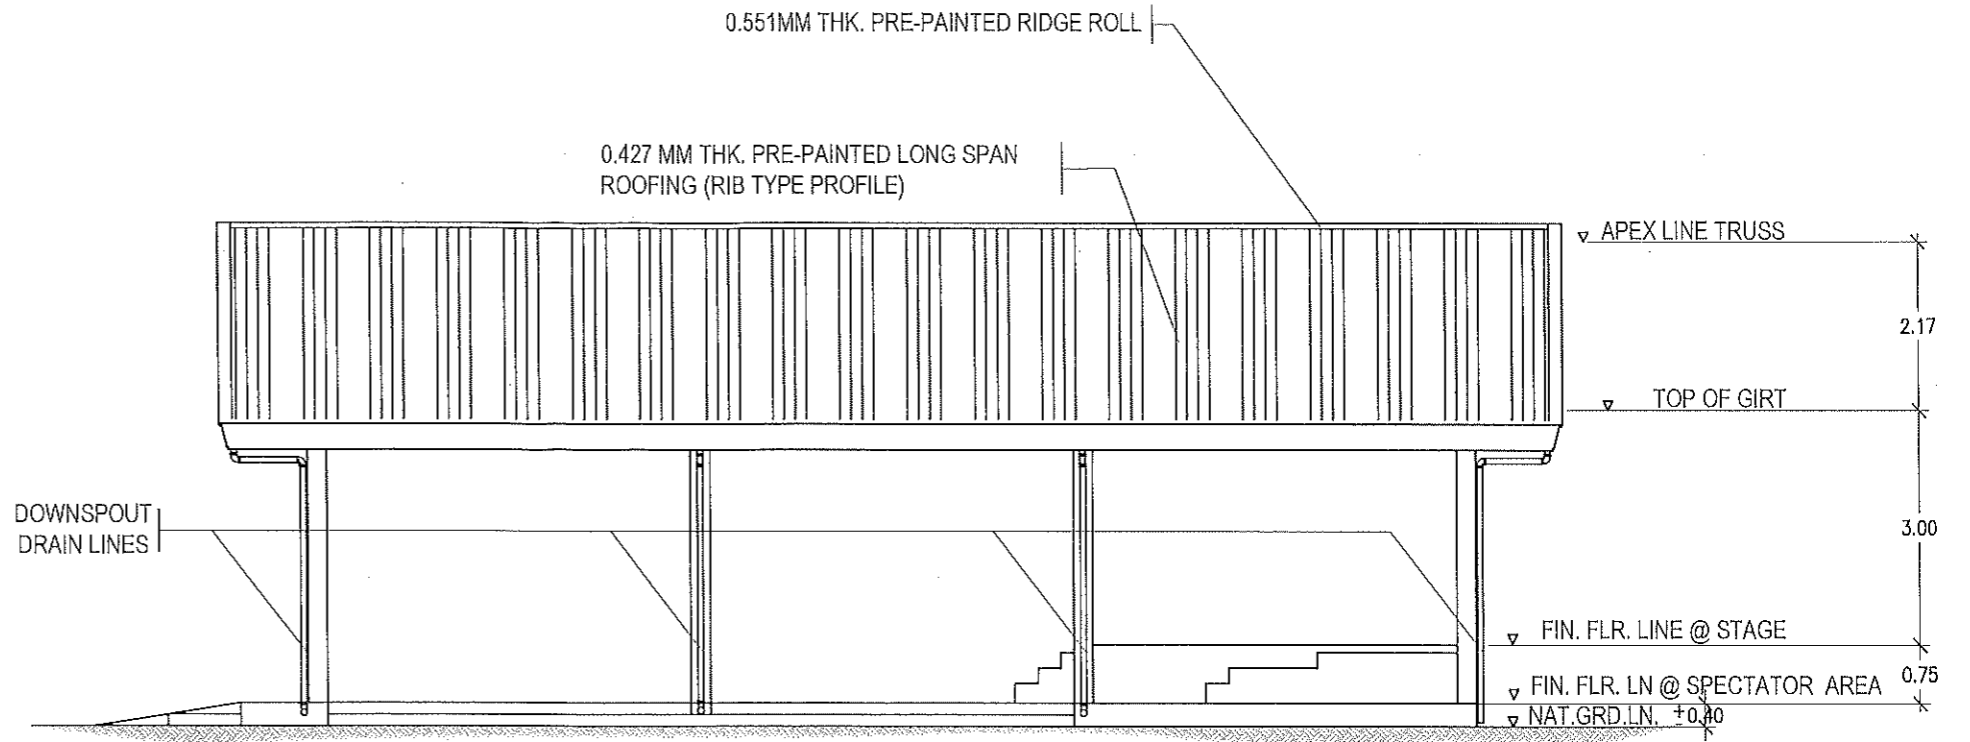 0.551MM THK. PRE-PAINTED RIDGE ROLL
0.427 MM THK. PRE-PAINTED LONG SPAN
ROOFING (RIB TYPE PROFILE)
APEX LINE TRUSS
2.17
TOP OF GIRT
DOWNSPOUT
DRAIN LINES
3.00
FIN. FLR. LINE @ STAGE
0.75
FIN. FLR. LN @ SPECTATOR AREA
NAT.GRD.LN. ±0.40